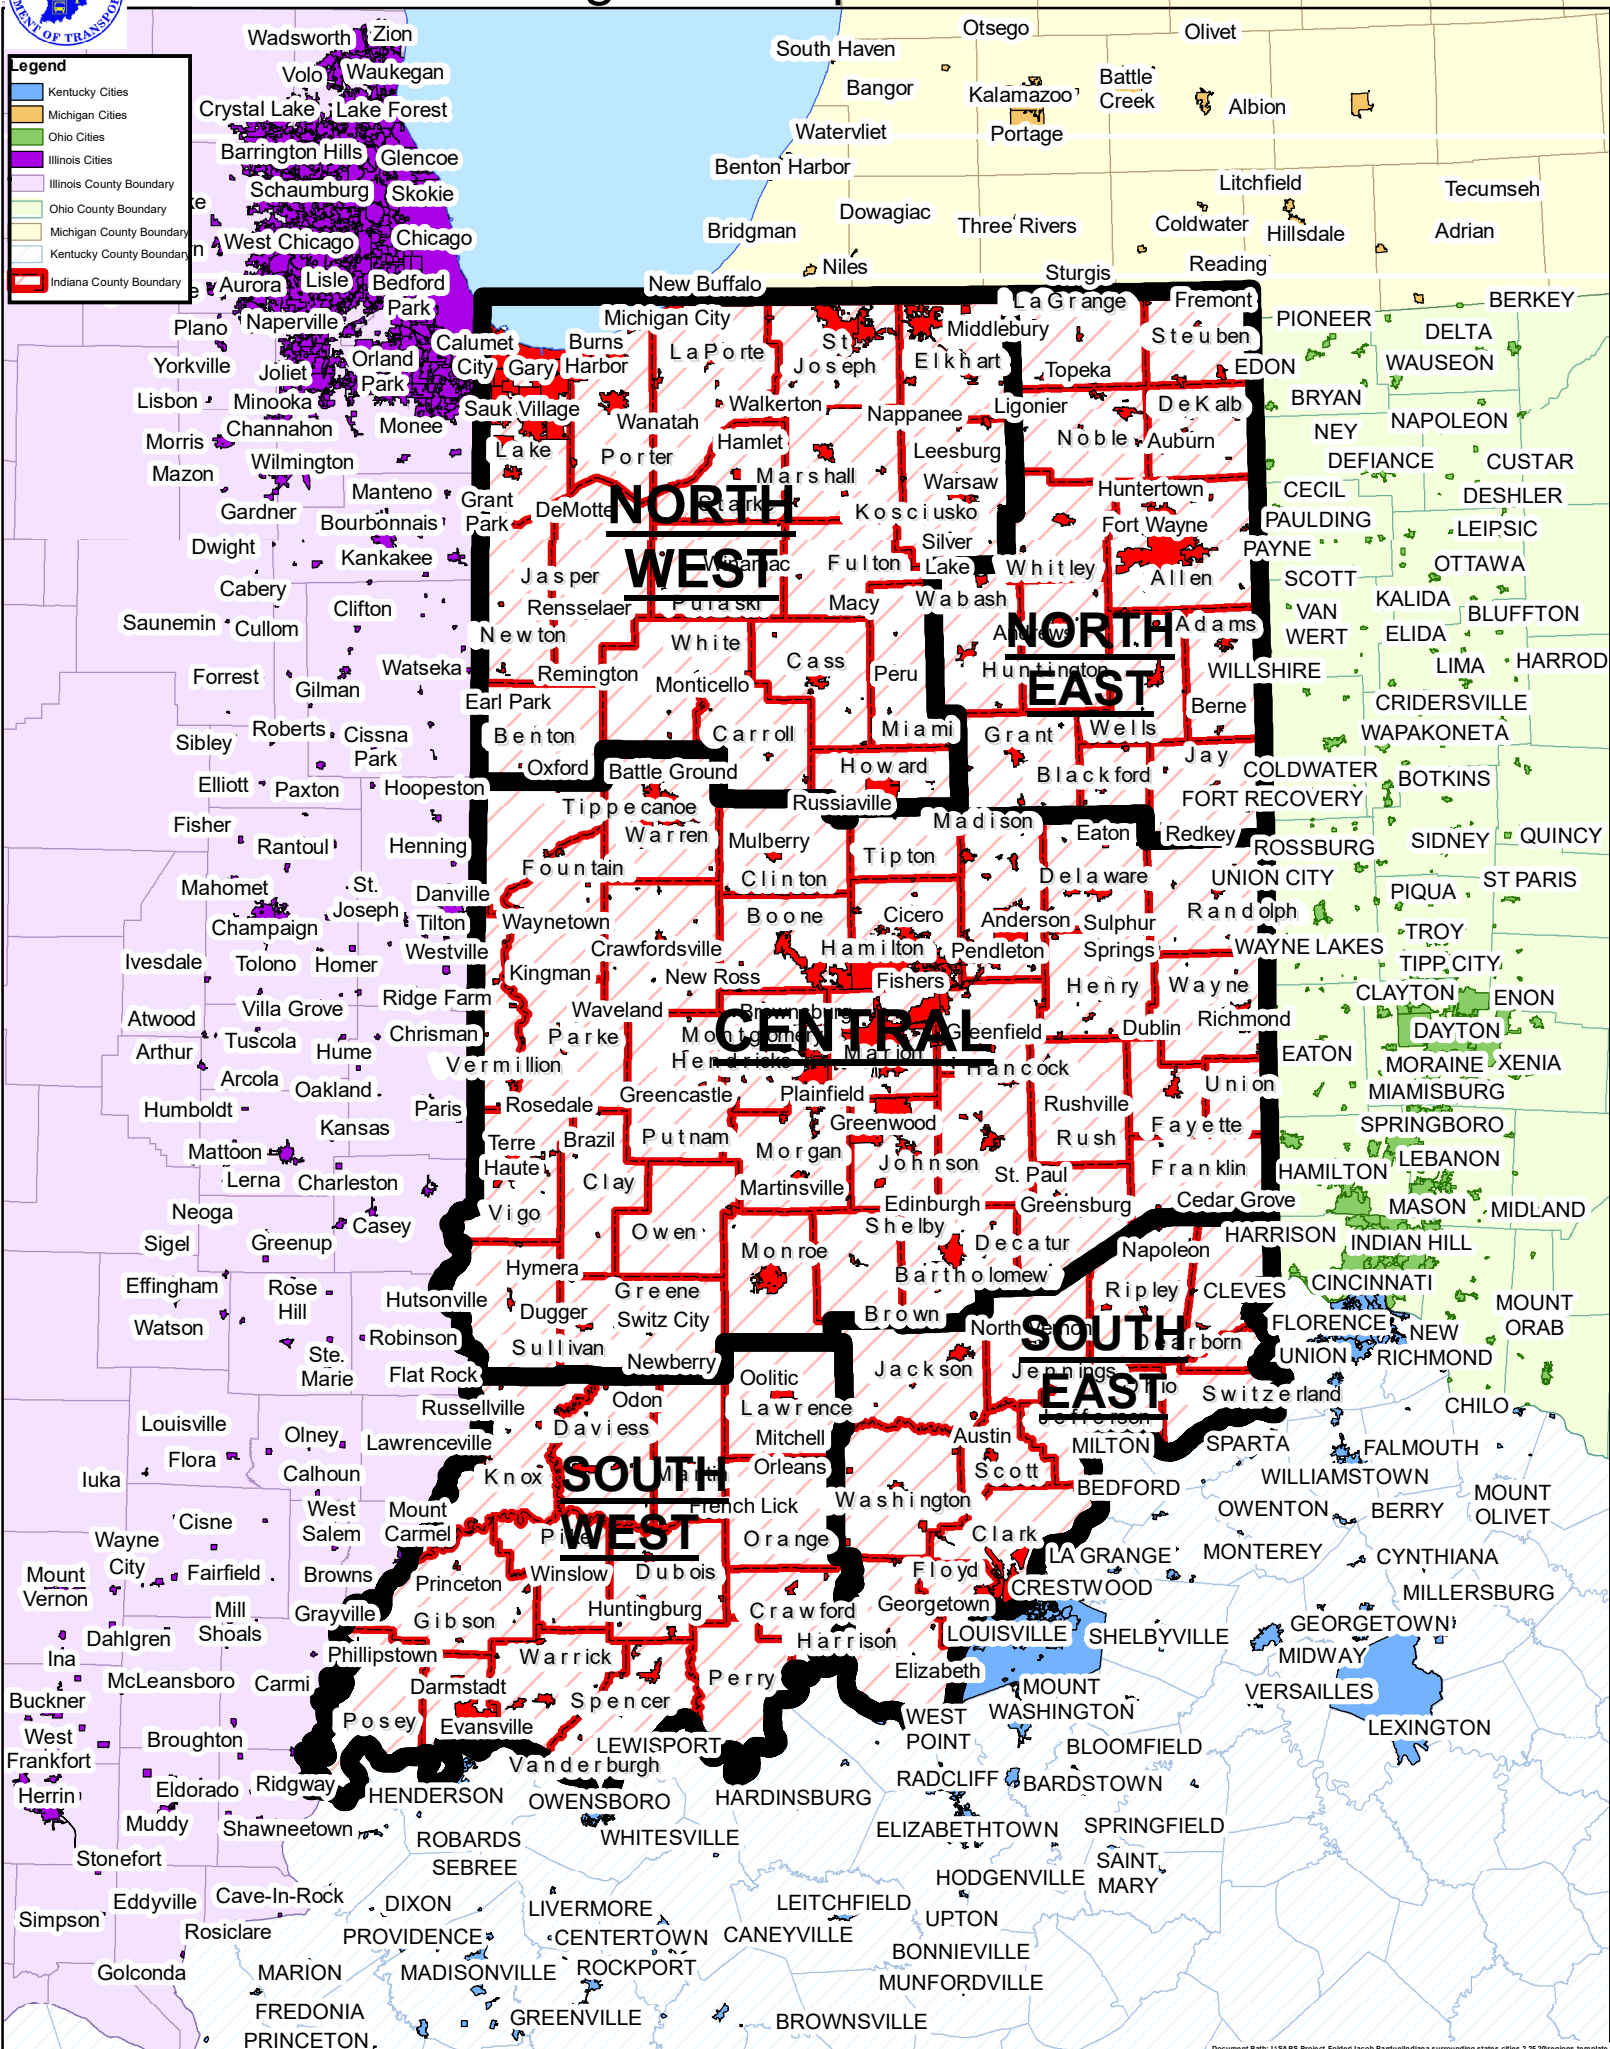 MENT OF TRANSPOR
Legend
Kentucky Cities
Michigan Cities
Ohio Cities
Illinois Cities
Illinois County Boundary
Ohio County Boundary
Michigan County Boundary
Kentucky County Boundary
Indiana County Boundary
Wadsworth Zion
Volo Waukegan
Crystal Lake Lake Forest
Barrington Hills Glencoe
Schaumburg Skokie
West Chicago Chicago
Aurora Lisle Bedford
Park
Plano Naperville
Yorkville Joliet Orland
Park
Calumet
City Gary Burns
Harbor
Lisbon Minooka
Channahon Monee
Sauk Village
Morris
Mazon Wilmington
Manteno Grant
Park
Gardner Bourbonnais
Dwight Kankakee
Cabery
Clifton
Saunemin Cullom
Watseka
Forrest Gilman
Earl Park
Roberts Cissna
Park
Sibley
Elliott Paxton Hoopeston
Fisher
Rantoul Henning
Mahomet St.
Joseph Danville
Champaign Tilton
Westville
Ivesdale Tolono Homer
Villa Grove Ridge Farm
Atwood
Tuscola Hume Chrisman
Arthur
Arcola Oakland
Humboldt Paris
Kansas
Mattoon
Lerna Charleston
Neoga Casey
Sigel Greenup
Effingham Rose
Hill Hutsonville
Watson Robinson
Ste.
Marie Flat Rock
Russellville
Louisville Olney Lawrenceville
Flora
Iuka Calhoun
West
Salem Mount
Carmel
Cisne
Wayne
City
Mount
Vernon Fairfield Browns
Mill
Shoals Grayville
Dahlgren
Ina Phillipstown
McLeansboro Carmi
Buckner
West
Frankfort Broughton
Herrin Eldorado Ridgway
Muddy Shawneetown
Stonefort
Eddyville Cave-In-Rock
Simpson
Rosiclare
Golconda
South Haven Otsego Olivet
Bangor Kalamazoo Battle
Creek Albion
Watervliet Portage
Benton Harbor
Litchfield Tecumseh
Dowagiac Three Rivers Coldwater
Bridgman Hillsdale Adrian
Niles Sturgis Reading
New Buffalo
Michigan City
LaPorte
St
Joseph
Middlebury
Elkhart
LaGrange Fremont
Steuben
Topeka
Walkerton Nappanee Ligonier DeKalb
Wanatah Hamlet Noble Auburn
Lake Porter Leesburg
Marshall Warsaw Huntertown
DeMotte Starke Kosciusko Fort Wayne
NORTH
WEST
Winamac Fulton Silver
Lake Whitley Allen
Jasper
Rensselaer Pulaski Macy Wabash
Newton White
NORTH
EAST
Andrews Adams
Remington Cass Peru Huntington
Monticello
Berne
Benton Carroll Miami Grant Wells
Oxford Battle Ground Howard Blackford Jay
Tippecanoe Russiaville
Warren Mulberry Madison Eaton Redkey
Fountain Clinton Tipton Delaware
Waynetown Boone Cicero Anderson Sulphur
Springs Randolph
Crawfordsville Hamilton Pendleton
Kingman New Ross Fishers Henry Wayne
Waveland Brownsburg
CENTRAL
Greenfield Dublin Richmond
Parke Montgomery
Vermillion Hendricks Marion Hancock
Rosedale Greencastle Plainfield Rushville Union
Terre
Haute Brazil Putnam Greenwood Rush Fayette
Clay Morgan Johnson St. Paul Franklin
Martinsville
Vigo Owen Edinburgh Greensburg Cedar Grove
Shelby
Monroe Decatur Napoleon
Hymera Bartholomew
Greene Ripley
Dugger Switz City Brown
Sullivan North Vernon Dearborn
SOUTH
EAST
Newberry Jackson Jennings Ohio
Oolitic Switzerland
Odon Lawrence Jefferson
Daviess Mitchell Austin
Knox SOUTH
WEST
Martin Orleans Scott
French Lick Washington
Pike Orange Clark
Princeton Winslow Dubois Floyd
Gibson Huntingburg Crawford Georgetown
Warrick Harrison
Darmstadt Perry Elizabeth
Posey Evansville Spencer
Vanderburgh
BERKEY
PIONEER DELTA
EDON WAUSEON
BRYAN
NAPOLEON
NEY
DEFIANCE CUSTAR
CECIL DESHLER
PAULDING LEIPSIC
PAYNE
SCOTT OTTAWA
VAN
WERT KALIDA BLUFFTON
ELIDA
WILLSHIRE LIMA HARROD
CRIDERSVILLE
WAPAKONETA
COLDWATER BOTKINS
FORT RECOVERY
ROSSBURG SIDNEY QUINCY
UNION CITY PIQUA ST PARIS
TROY
WAYNE LAKES TIPP CITY
CLAYTON ENON
DAYTON
EATON MORAINE XENIA
MIAMISBURG
SPRINGBORO
HAMILTON LEBANON
MASON MIDLAND
HARRISON INDIAN HILL
CLEVES CINCINNATI
MOUNT
ORAB
FLORENCE NEW
RICHMOND
UNION
CHILO
MILTON SPARTA FALMOUTH
BEDFORD WILLIAMSTOWN
OWENTON BERRY MOUNT
OLIVET
LA GRANGE MONTEREY CYNTHIANA
CRESTWOOD MILLERSBURG
LOUISVILLE SHELBYVILLE GEORGETOWN
MIDWAY
MOUNT
WASHINGTON VERSAILLES
WEST
POINT LEXINGTON
LEWISPORT BLOOMFIELD
RADCLIFF BARDSTOWN
HENDERSON OWENSBORO HARDINSBURG
ROBARDS WHITESVILLE ELIZABETHTOWN SPRINGFIELD
SEBREE HODGENVILLE SAINT
MARY
DIXON LIVERMORE LEITCHFIELD UPTON
PROVIDENCE CENTERTOWN CANEYVILLE
BONNIEVILLE
MARION MADISONVILLE ROCKPORT MUNFORDVILLE
FREDONIA GREENVILLE BROWNSVILLE
PRINCETON